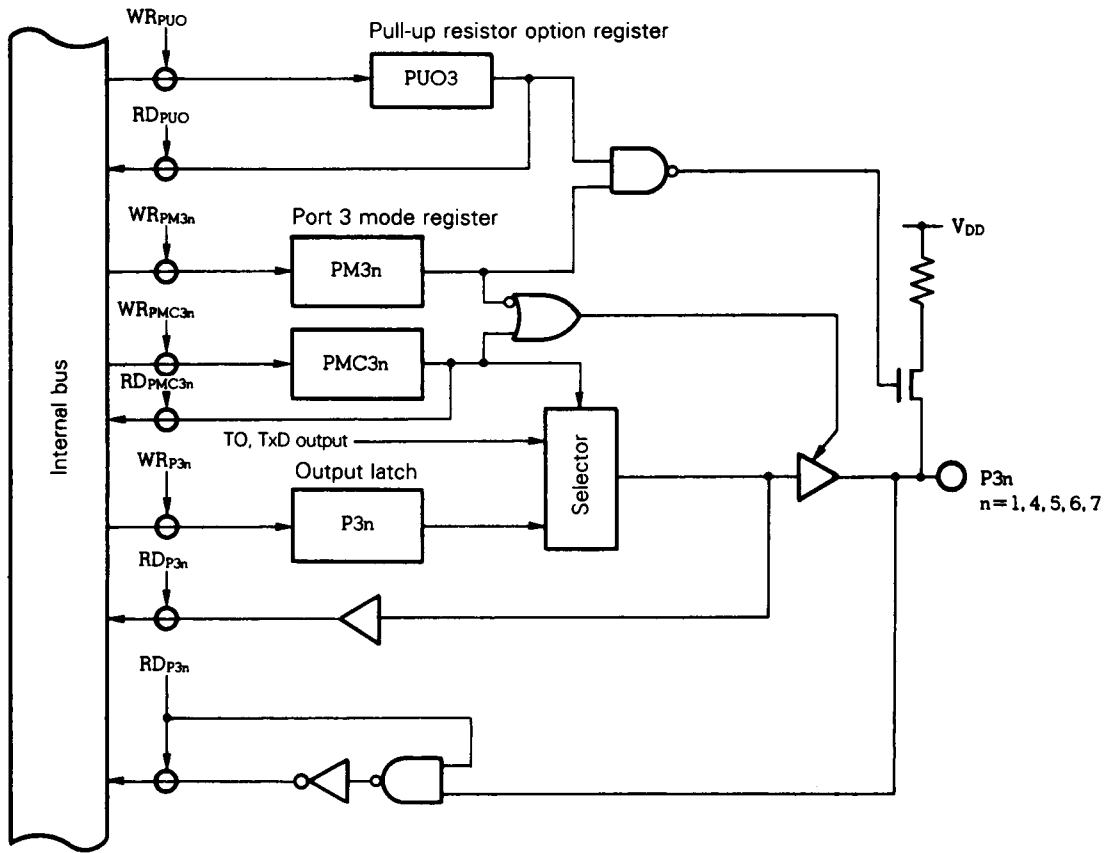 WRPUO
Pull-up resistor option register
PUO3
RDPUO
WRPM3n
Port 3 mode register
PM3n
VDD
WRPMC3n
PMC3n
RDPMC3n
TO, TxD output
Selector
WRP3n
Output latch
P3n
P3n
n=1, 4, 5, 6, 7
RDP3n
RDP3n
Internal bus